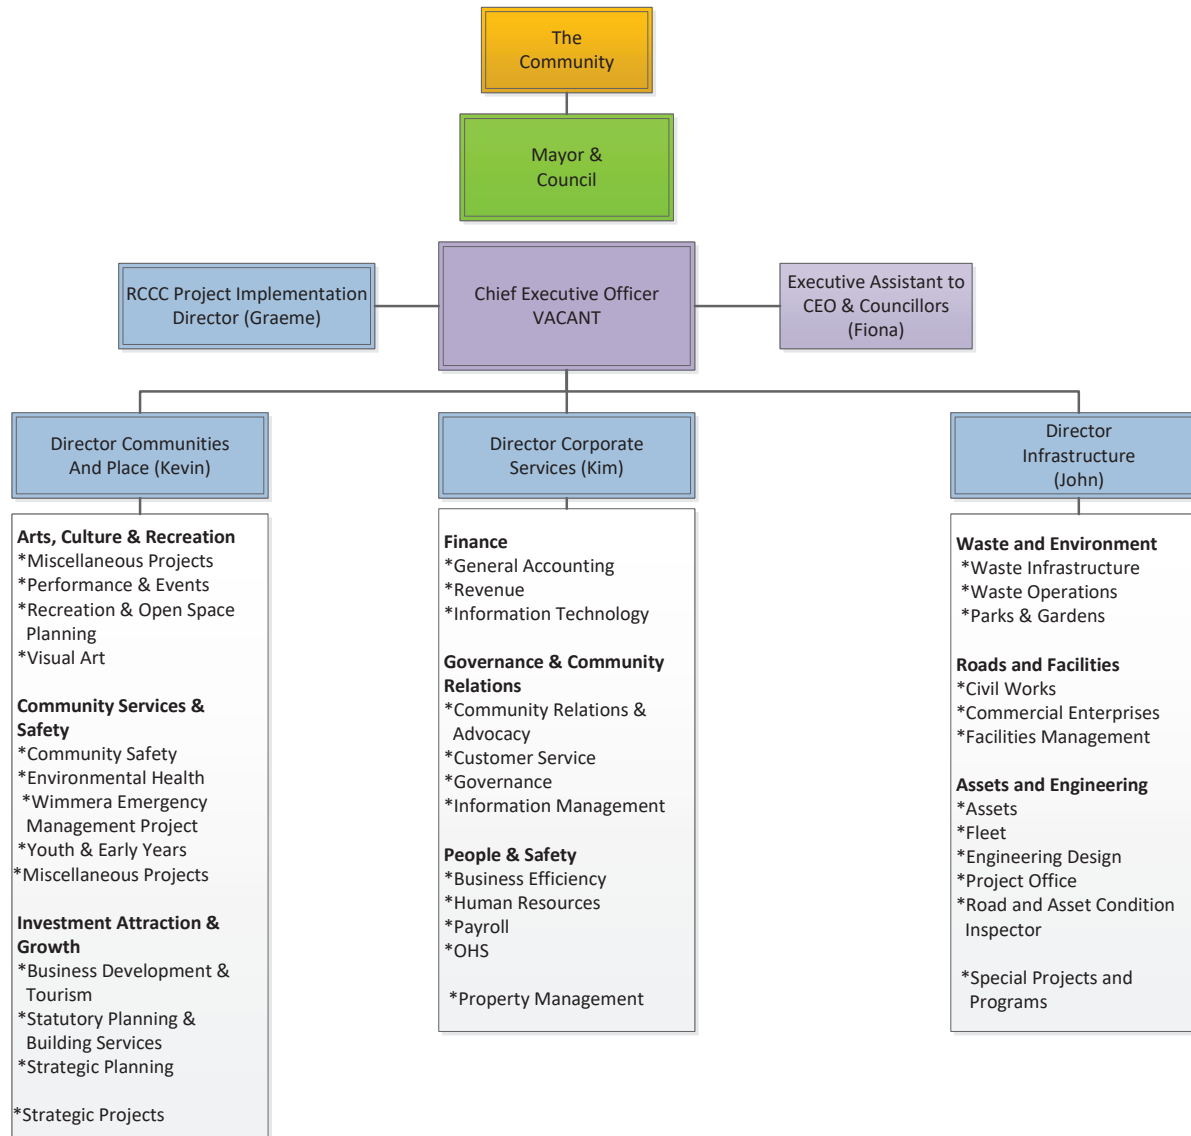 The
Community
Mayor &
Council
RCCC Project Implementation
Director (Graeme)
Chief Executive Officer
VACANT
Executive Assistant to
CEO & Councillors
(Fiona)
Director Communities
And Place (Kevin)
Director Corporate
Services (Kim)
Director
Infrastructure
(John)
Arts, Culture & Recreation
*Miscellaneous Projects
*Performance & Events
*Recreation & Open Space
Planning
*Visual Art
Community Services &
Safety
*Community Safety
*Environmental Health
*Wimmera Emergency
Management Project
*Youth & Early Years
*Miscellaneous Projects
Investment Attraction &
Growth
*Business Development &
Tourism
*Statutory Planning &
Building Services
*Strategic Planning
*Strategic Projects
Finance
*General Accounting
*Revenue
*Information Technology
Governance & Community
Relations
*Community Relations &
Advocacy
*Customer Service
*Governance
*Information Management
People & Safety
*Business Efficiency
*Human Resources
*Payroll
*OHS
*Property Management
Waste and Environment
*Waste Infrastructure
*Waste Operations
*Parks & Gardens
Roads and Facilities
*Civil Works
*Commercial Enterprises
*Facilities Management
Assets and Engineering
*Assets
*Fleet
*Engineering Design
*Project Office
*Road and Asset Condition
Inspector
*Special Projects and
Programs